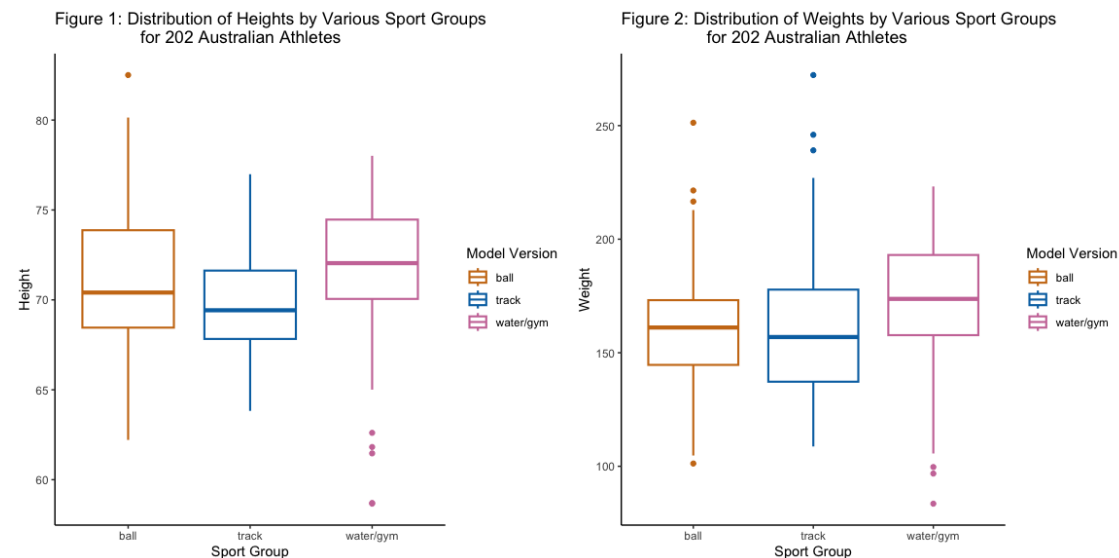 Figure 1: Distribution of Heights by Various Sport Groups
for 202 Australian Athletes
80
75
70
65
60
Height
ball
track
water/gym
Sport Group
Model Version
ball
track
water/gym
Figure 2: Distribution of Weights by Various Sport Groups
for 202 Australian Athletes
250
200
150
100
Weight
ball
track
water/gym
Sport Group
Model Version
ball
track
water/gym